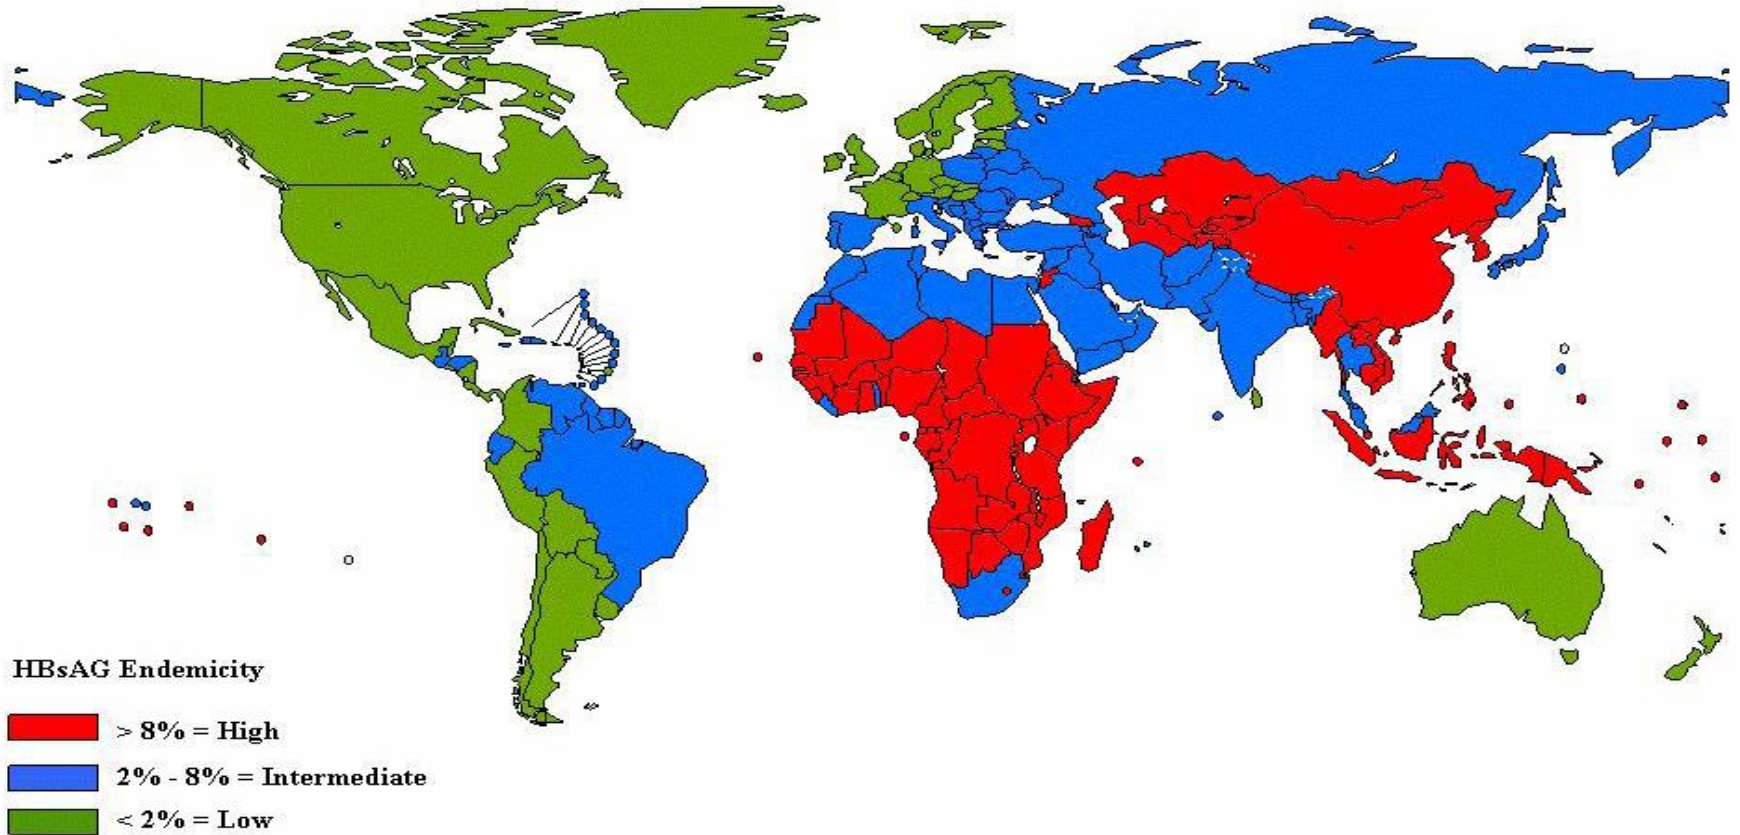 HBsAG Endemicity
> 8% = High
2% - 8% = Intermediate
< 2% = Low